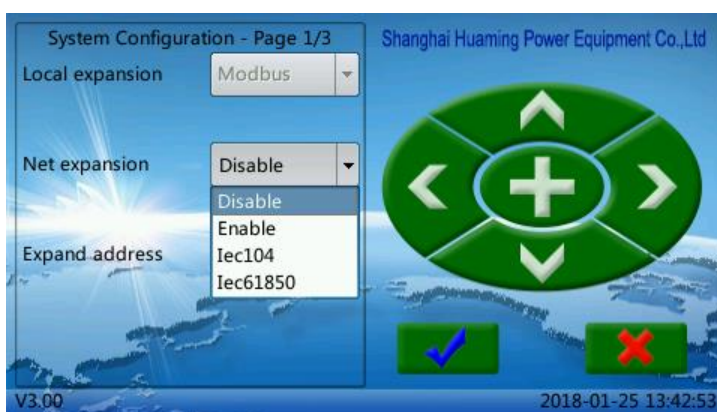 System Configuration - Page 1/3
Shanghai Huaming Power Equipment Co.,Ltd
Local expansion
Modbus
Net expansion
Disable
Disable
Enable
Iec104
Iec61850
Expand address
V3.00
2018-01-25 13:42:53